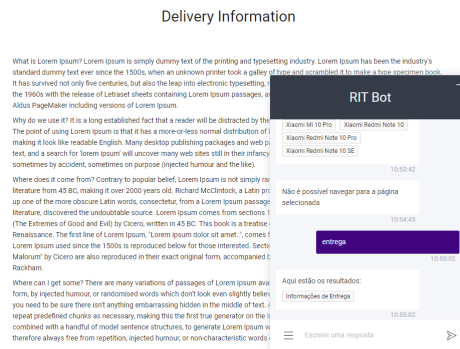 Delivery Information
What is Lorem Ipsum? Lorem Ipsum is simply dummy text of the printing and typesetting industry. Lorem Ipsum has been the industry's
standard dummy text ever since the 1500s, when an unknown printer took a galley of type and scrambled it to make a type specimen book.
It has survived not only five centuries, but also the leap into electronic typesetting,
the 1960s with the release of Letraset sheets containing Lorem Ipsum passages,
Aldus PageMaker including versions of Lorem Ipsum.
Why do we use it? It is a long established fact that a reader will be distracted by the
The point of using Lorem Ipsum is that it has a more-or-less normal distribution of
making it look like readable English. Many desktop publishing packages and web
text, and a search for 'lorem ipsum' will uncover many web sites still in their infancy
sometimes by accident, sometimes on purpose (injected humour and the like).
Where does it come from? Contrary to popular belief, Lorem Ipsum is not simply
literature from 45 BC, making it over 2000 years old. Richard McClintock, a Latin
up one of the more obscure Latin words, consectetur, from a Lorem Ipsum passage
literature, discovered the undoubtable source. Lorem Ipsum comes from sections
(The Extremes of Good and Evil) by Cicero, written in 45 BC. This book is a treatise
Renaissance. The first line of Lorem Ipsum, "Lorem ipsum dolor sit amet..", comes
Lorem Ipsum used since the 1500s is reproduced below for those interested.
Malorum" by Cicero are also reproduced in their exact original form, accompanied
Rackham.
Where can I get some? There are many variations of passages of Lorem Ipsum
form, by injected humour, or randomised words which don't look even slightly
you need to be sure there isn't anything embarrassing hidden in the middle of text.
repeat predefined chunks as necessary, making this the first true generator on the
combined with a handful of model sentence structures, to generate Lorem Ipsum
therefore always free from repetition, injected humour, or non-characteristic words
RIT Bot
Xiaomi Mi 10 Pro Xiaomi Redmi Note 10
Xiaomi Redmi Note 10 Pro
Xiaomi Redmi Note 10 SE
10:53:42
Não é possível navegar para a página
selecionada
10:54:45
entrega
10:55:02
Aqui estão os resultados:
Informações de Entrega
10:55:02
Escreve uma resposta